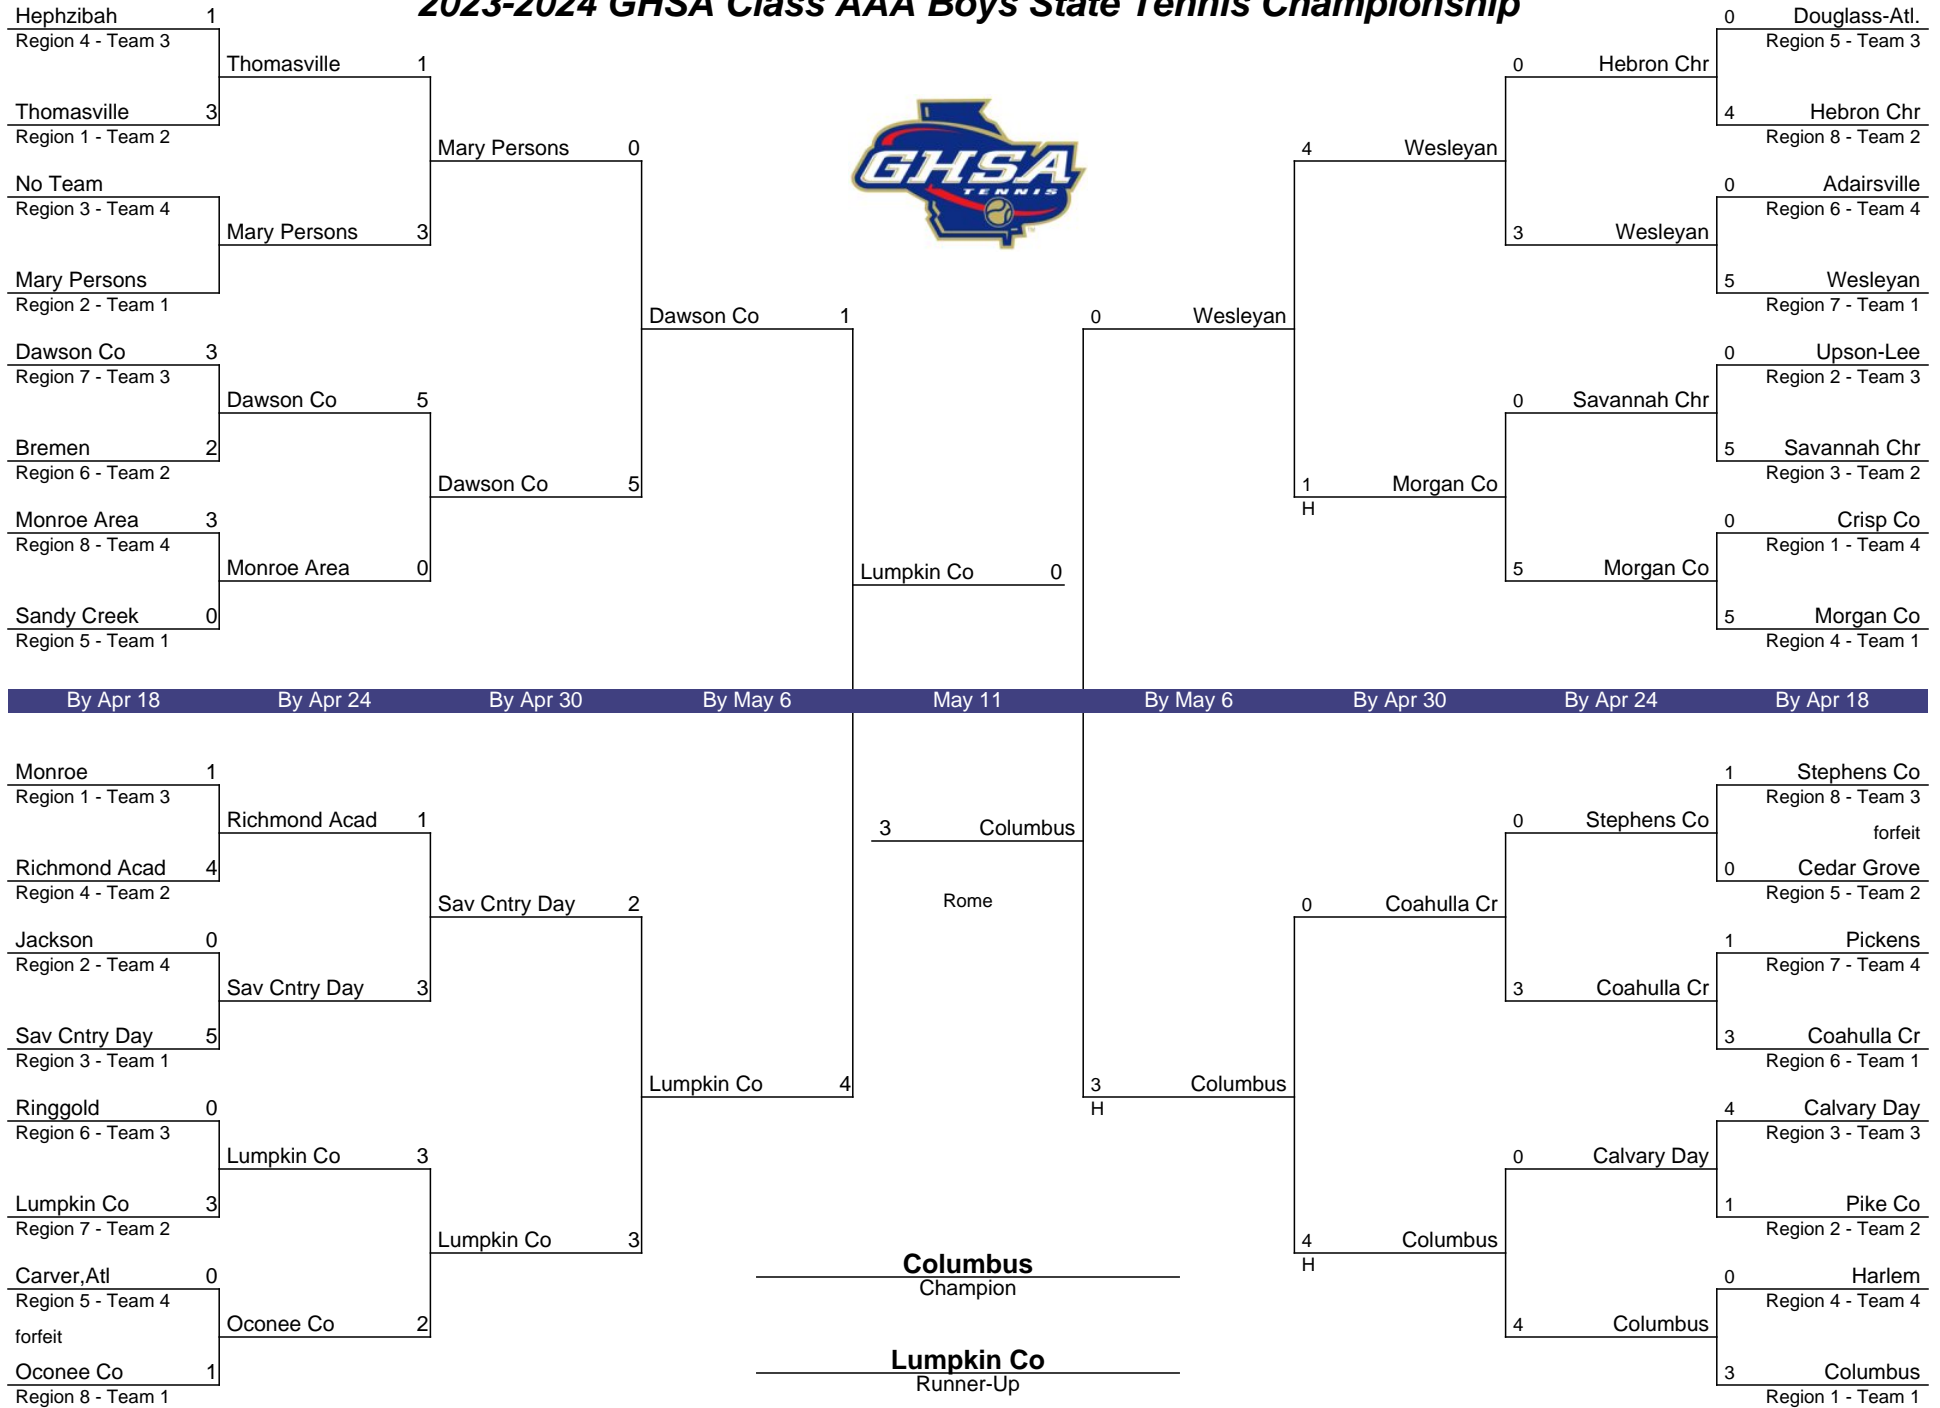 2023-2024 GHSA Class AAA Boys State Tennis Championship
Hephzibah 1
Region 4 - Team 3
Thomasville 1
Thomasville 3
Region 1 - Team 2
Mary Persons 0
No Team
Region 3 - Team 4
Mary Persons 3
Mary Persons
Region 2 - Team 1
Dawson Co 1
Dawson Co 3
Region 7 - Team 3
Dawson Co 5
Bremen 2
Region 6 - Team 2
Dawson Co 5
Monroe Area 3
Region 8 - Team 4
Monroe Area 0
Sandy Creek 0
Region 5 - Team 1
Lumpkin Co 0
GHSA
TENNIS
0 Douglass-Atl.
Region 5 - Team 3
0 Hebron Chr
4 Hebron Chr
Region 8 - Team 2
4 Wesleyan
0 Adairsville
Region 6 - Team 4
3 Wesleyan
5 Wesleyan
Region 7 - Team 1
0 Wesleyan
0 Upson-Lee
Region 2 - Team 3
0 Savannah Chr
5 Savannah Chr
Region 3 - Team 2
1 Morgan Co
H
0 Crisp Co
Region 1 - Team 4
5 Morgan Co
5 Morgan Co
Region 4 - Team 1
By Apr 18 By Apr 24 By Apr 30 By May 6 May 11 By May 6 By Apr 30 By Apr 24 By Apr 18
Monroe 1
Region 1 - Team 3
Richmond Acad 1
Richmond Acad 4
Region 4 - Team 2
Sav Cntry Day 2
Jackson 0
Region 2 - Team 4
Sav Cntry Day 3
Sav Cntry Day 5
Region 3 - Team 1
Lumpkin Co 4
Ringgold 0
Region 6 - Team 3
Lumpkin Co 3
Lumpkin Co 3
Region 7 - Team 2
Lumpkin Co 3
Carver,Atl 0
Region 5 - Team 4
Oconee Co 2
forfeit
Oconee Co 1
Region 8 - Team 1
3 Columbus
Rome
1 Stephens Co
Region 8 - Team 3
0 Stephens Co
forfeit
0 Cedar Grove
Region 5 - Team 2
0 Coahulla Cr
1 Pickens
Region 7 - Team 4
3 Coahulla Cr
3 Coahulla Cr
Region 6 - Team 1
3 Columbus
H
4 Calvary Day
Region 3 - Team 3
0 Calvary Day
1 Pike Co
Region 2 - Team 2
4 Columbus
H
0 Harlem
Region 4 - Team 4
4 Columbus
3 Columbus
Region 1 - Team 1
Columbus
Champion
Lumpkin Co
Runner-Up